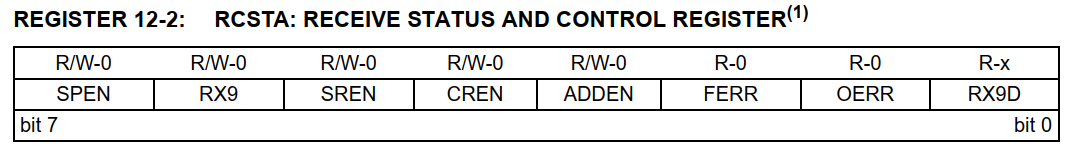 REGISTER 12-2: RCSTA: RECEIVE STATUS AND CONTROL REGISTER(1)
R/W-0 R/W-0 R/W-0 R/W-0 R/W-0 R-0 R-0 R-x
SPEN RX9 SREN CREN ADDEN FERR OERR RX9D
bit 7 bit 0